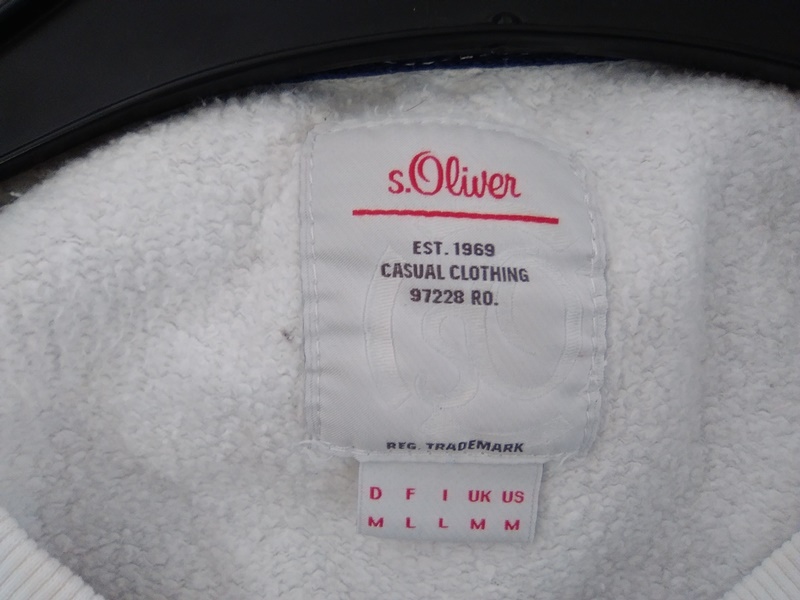 s.Oliver
EST. 1969
CASUAL CLOTHING
97228 RO.
REG. TRADEMARK
D F I UK US
M L L M M